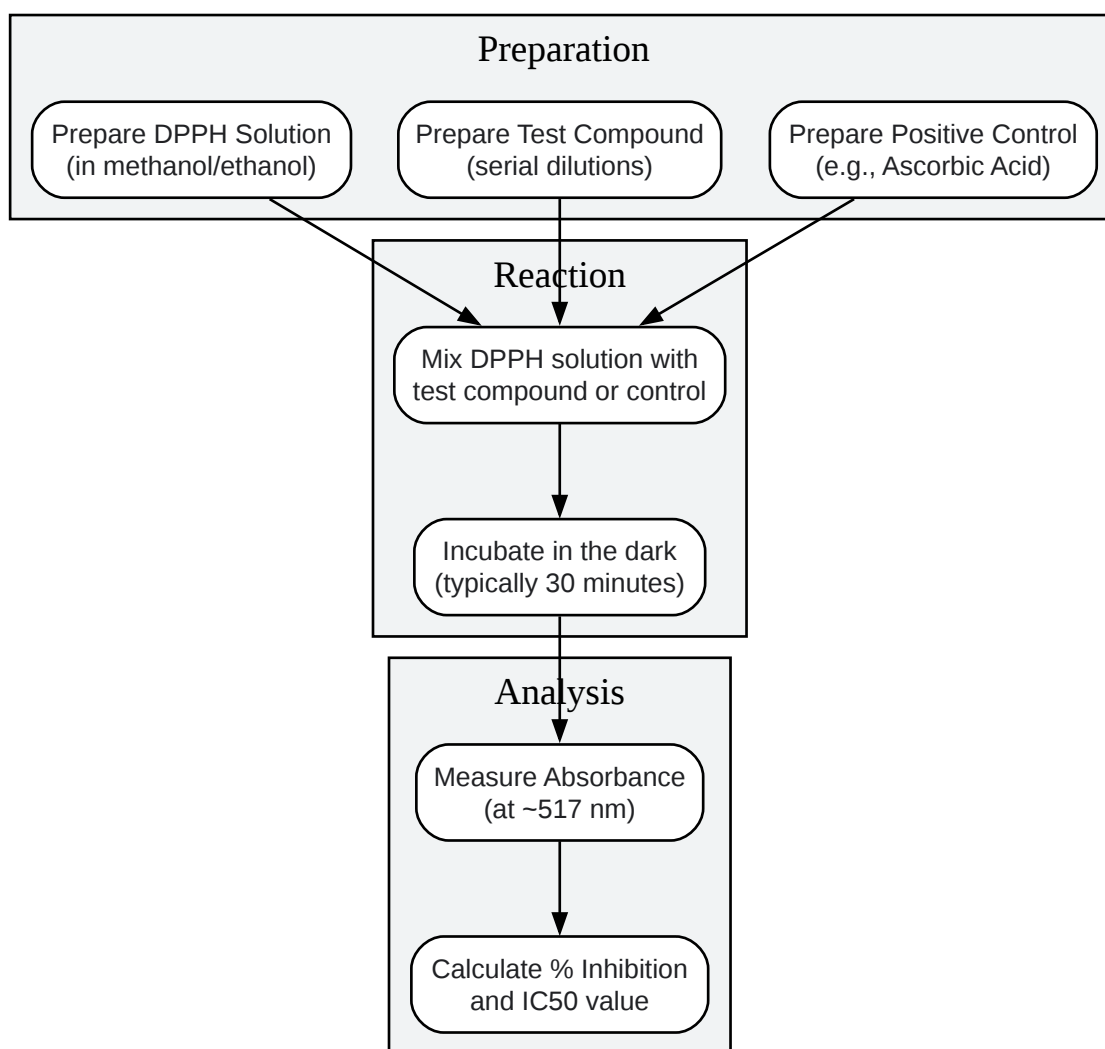 Preparation
Prepare DPPH Solution
(in methanol/ethanol)
Prepare Test Compound
(serial dilutions)
Prepare Positive Control
(e.g., Ascorbic Acid)
Reaction
Mix DPPH solution with
test compound or control
Incubate in the dark
(typically 30 minutes)
Analysis
Measure Absorbance
(at ~517 nm)
Calculate % Inhibition
and IC50 value